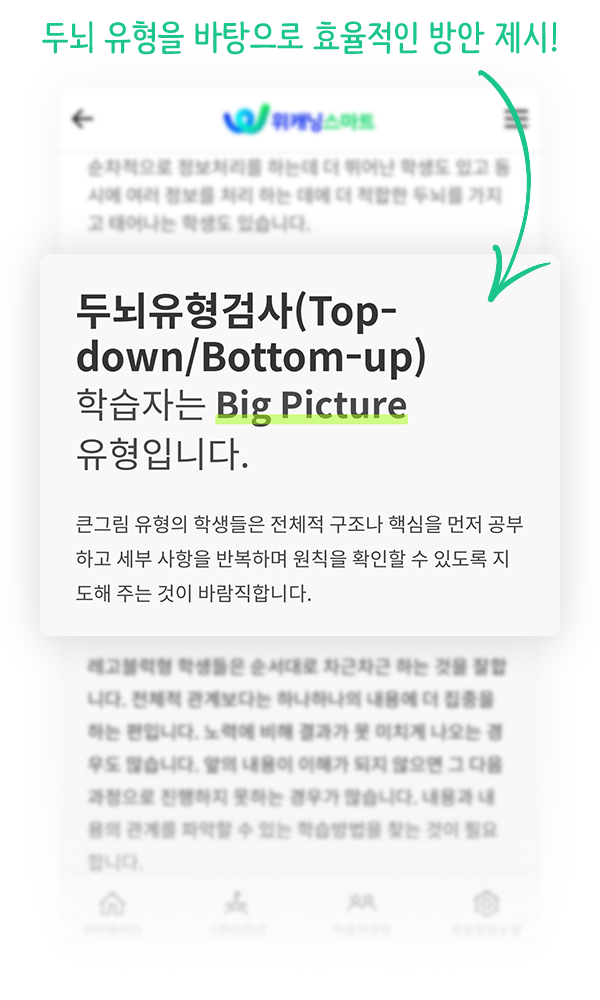 두뇌 유형을 바탕으로 효율적인 방안 제시!
위캐닝스마트
순차적으로 정보처리를 하는데 더 뛰어난 학생도 있고 동
시에 여러 정보를 처리 하는 데에 더 적합한 두뇌를 가지
고 태어나는 학생도 있습니다.
두뇌유형검사(Top-
down/Bottom-up)
학습자는 Big Picture
유형입니다.
큰그림 유형의 학생들은 전체적 구조나 핵심을 먼저 공부
하고 세부 사항을 반복하며 원칙을 확인할 수 있도록 지
도해 주는 것이 바람직합니다.
레고블럭형 학생들은 순서대로 차근차근 하는 것을 잘합
니다. 전체적 관계보다는 하나하나의 내용에 더 집중을
하는 편입니다. 노력에 비해 결과가 못 미치게 나오는 경
우도 많습니다. 앞의 내용이 이해가 되지 않으면 그 다음
과정으로 진행하지 못하는 경우가 많습니다. 내용과 내
용의 관계를 파악할 수 있는 학습방법을 찾는 것이 필요
합니다.